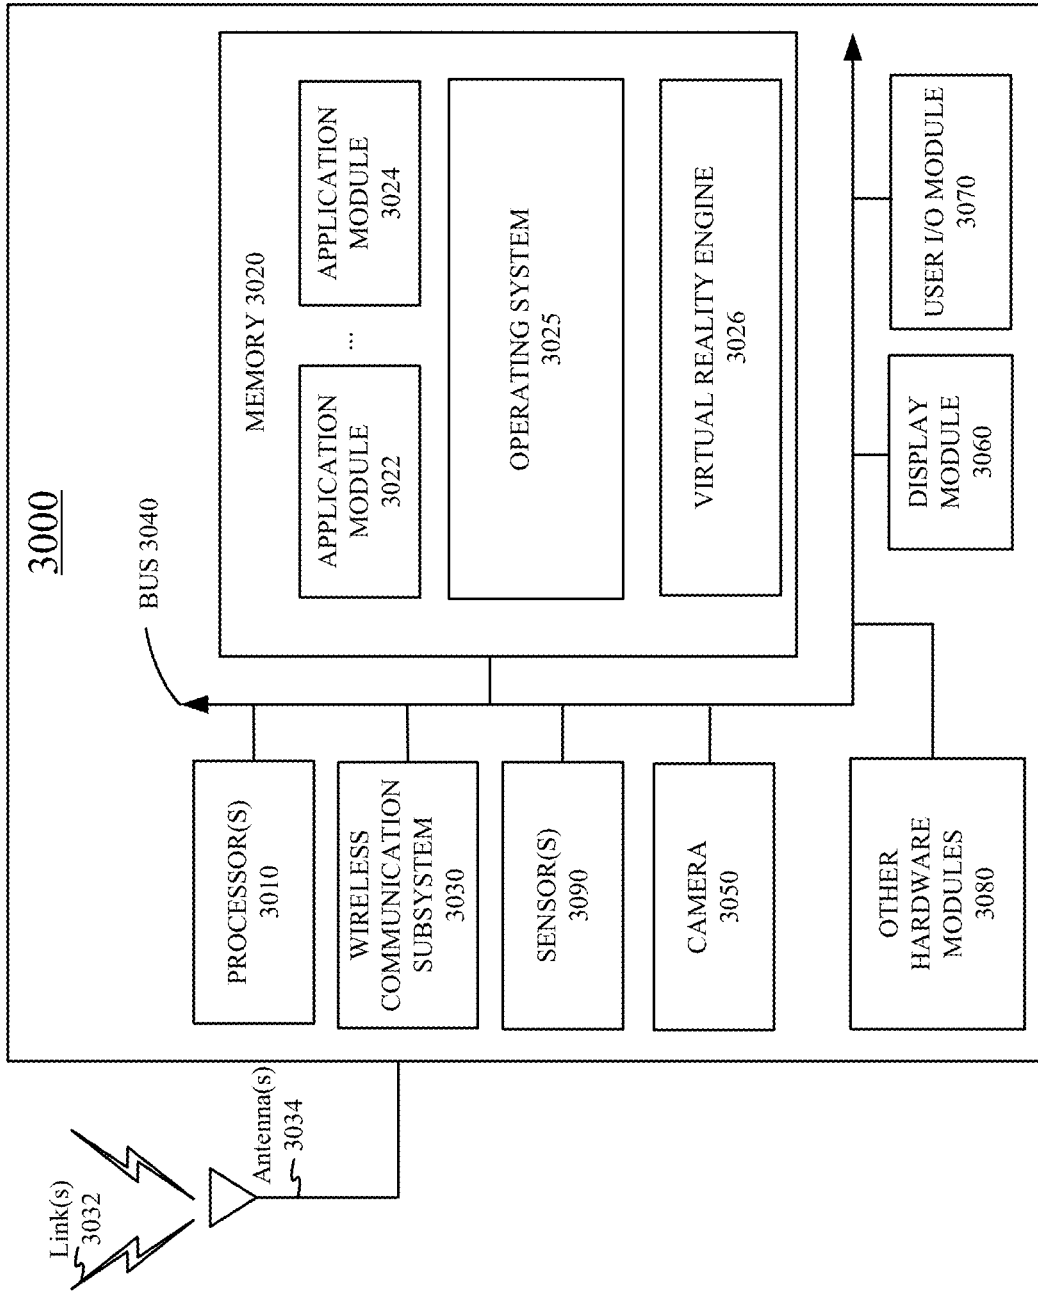 3000
BUS 3040
MEMORY 3020
APPLICATION
MODULE
3022
...
APPLICATION
MODULE
3024
OPERATING SYSTEM
3025
VIRTUAL REALITY ENGINE
3026
PROCESSOR(S)
3010
WIRELESS
COMMUNICATION
SUBSYSTEM
3030
SENSOR(S)
3090
CAMERA
3050
OTHER
HARDWARE
MODULES
3080
DISPLAY
MODULE
3060
USER I/O MODULE
3070
Link(s)
3032
Antenna(s)
3034